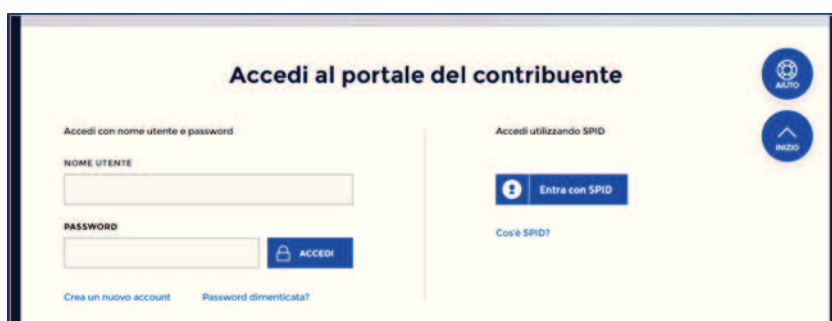 Accedi al portale del contribuente
AIUTO
INIZIO
Accedi con nome utente e password
NOME UTENTE
PASSWORD
ACCEDI
Crea un nuovo account
Password dimenticata?
Accedi utilizzando SPID
Entra con SPID
Cos'è SPID?